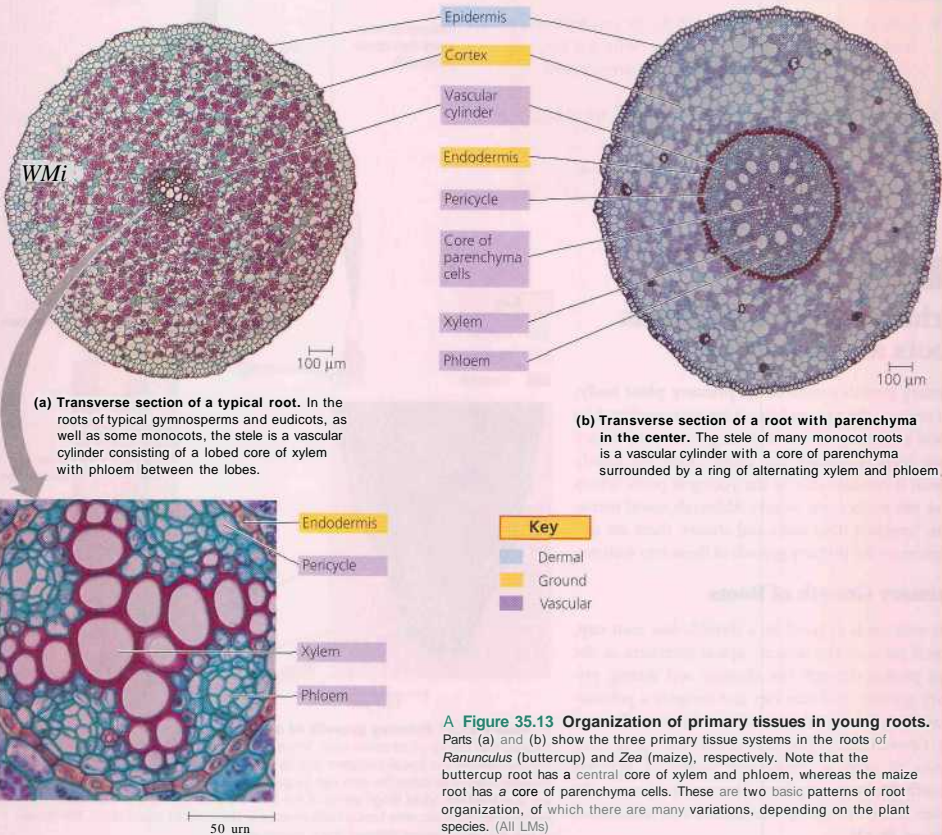 Epidermis
Cortex
Vascular
cylinder
Endodermis
Pericycle
Core of
parenchyma
cells
Xylem
Phloem
WMi
100 µm
100 µm
(a) Transverse section of a typical root. In the
roots of typical gymnosperms and eudicots, as
well as some monocots, the stele is a vascular
cylinder consisting of a lobed core of xylem
with phloem between the lobes.
(b) Transverse section of a root with parenchyma
in the center. The stele of many monocot roots
is a vascular cylinder with a core of parenchyma
surrounded by a ring of alternating xylem and phloem
Endodermis
Pericycle
Xylem
Phloem
50 urn
Key
Dermal
Ground
Vascular
A Figure 35.13 Organization of primary tissues in young roots.
Parts (a) and (b) show the three primary tissue systems in the roots of
Ranunculus (buttercup) and Zea (maize), respectively. Note that the
buttercup root has a central core of xylem and phloem, whereas the maize
root has a core of parenchyma cells. These are two basic patterns of root
organization, of which there are many variations, depending on the plant
species. (All LMs)